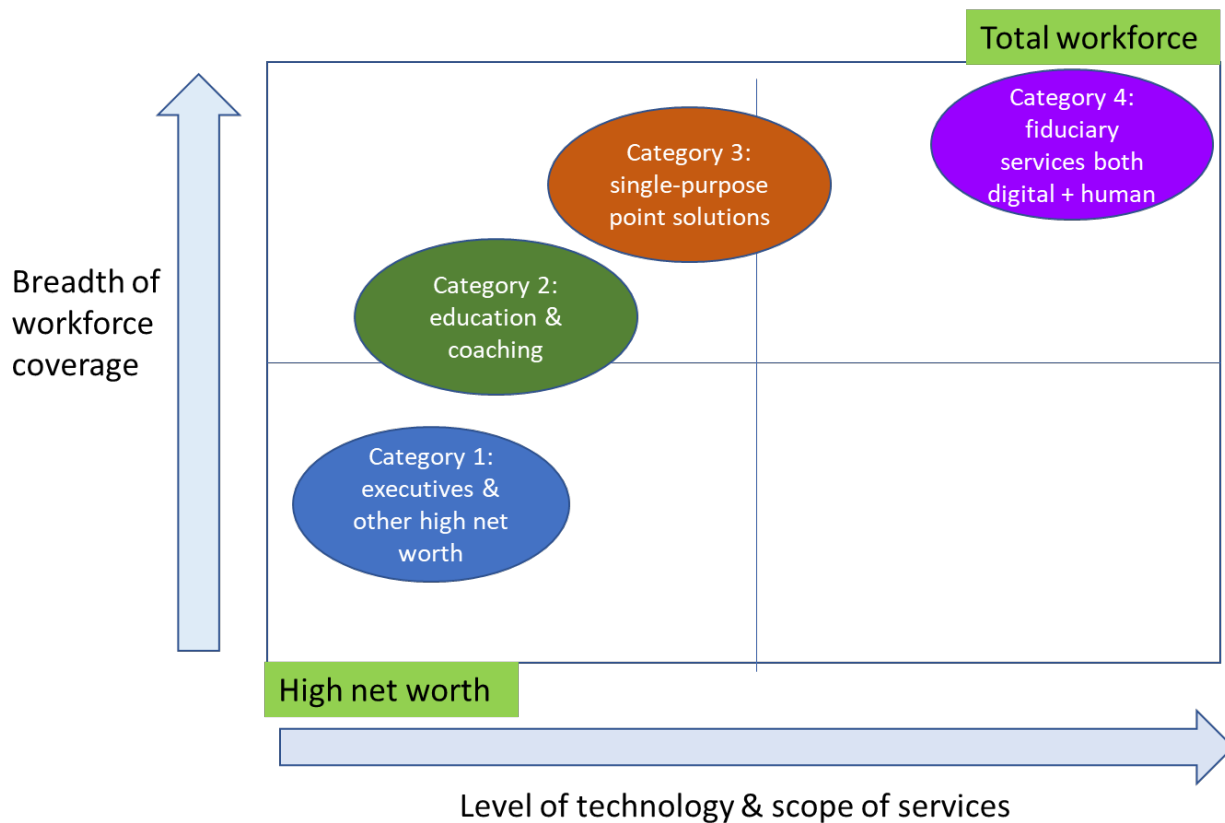 Total workforce
Category 4:
fiduciary
services both
digital + human
Category 3:
single-purpose
point solutions
Category 2:
education &
coaching
Breadth of
workforce
coverage
Category 1:
executives &
other high net
worth
High net worth
Level of technology & scope of services